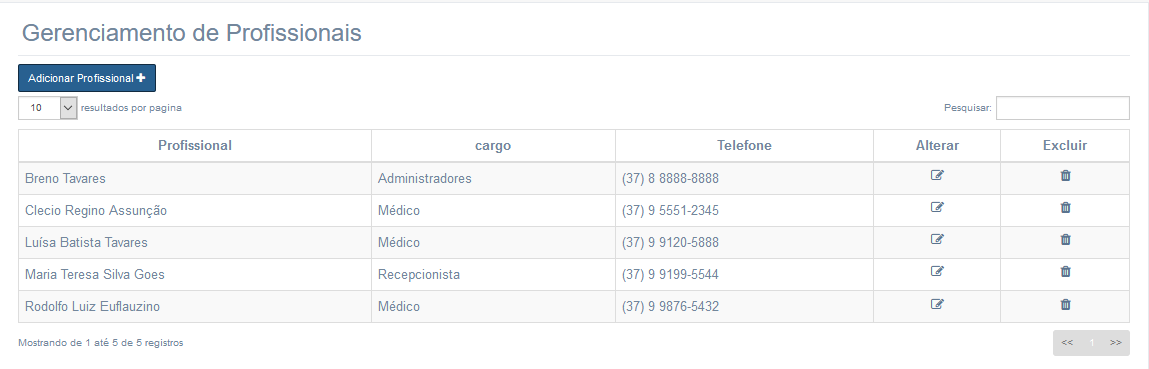 Gerenciamento de Profissionais
Adicionar Profissional
10 resultados por pagina Pesquisar:
Profissional cargo Telefone Alterar Excluir
Breno Tavares Administradores (37) 8 8888-8888
Clecio Regino Assunção Médico (37) 9 5551-2345
Luísa Batista Tavares Médico (37) 9 9120-5888
Maria Teresa Silva Goes Recepcionista (37) 9 9199-5544
Rodolfo Luiz Euflauzino Médico (37) 9 9876-5432
Mostrando de 1 até 5 de 5 registros << 1 >>